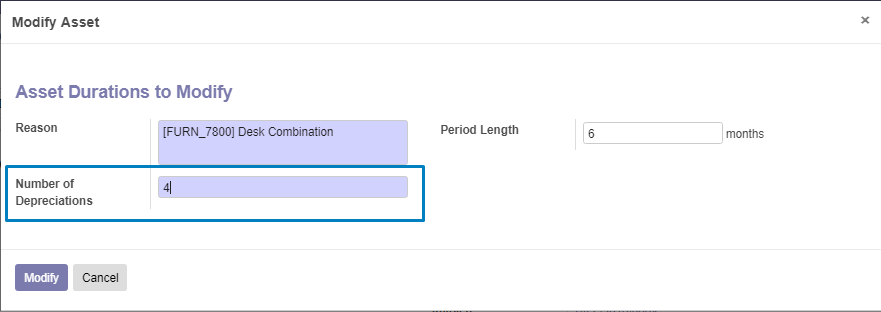 Modify Asset ×
Asset Durations to Modify
Reason
[FURN_7800] Desk Combination
Period Length
6 months
Number of
Depreciations
4
Modify Cancel